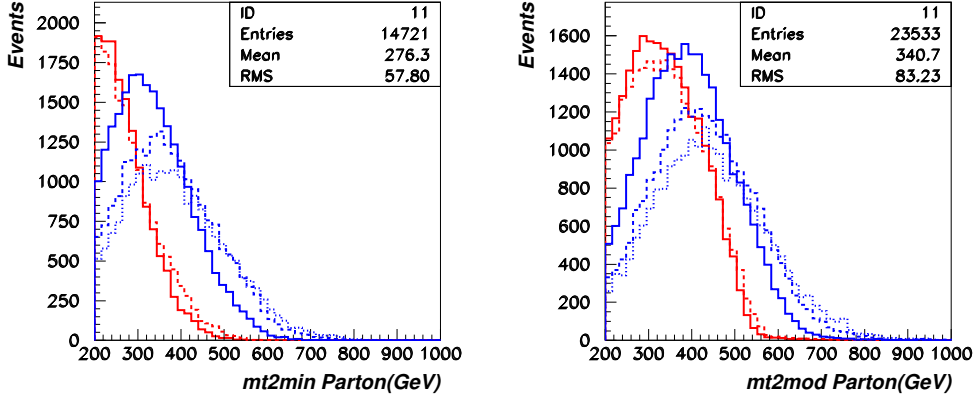 ID 11
Entries 14721
Mean 276.3
RMS 57.80
Events
2000
1750
1500
1250
1000
750
500
250
0
200 300 400 500 600 700 800 900 1000
mt2min Parton(GeV)
ID 11
Entries 23533
Mean 340.7
RMS 83.23
Events
1600
1400
1200
1000
800
600
400
200
0
200 300 400 500 600 700 800 900 1000
mt2mod Parton(GeV)